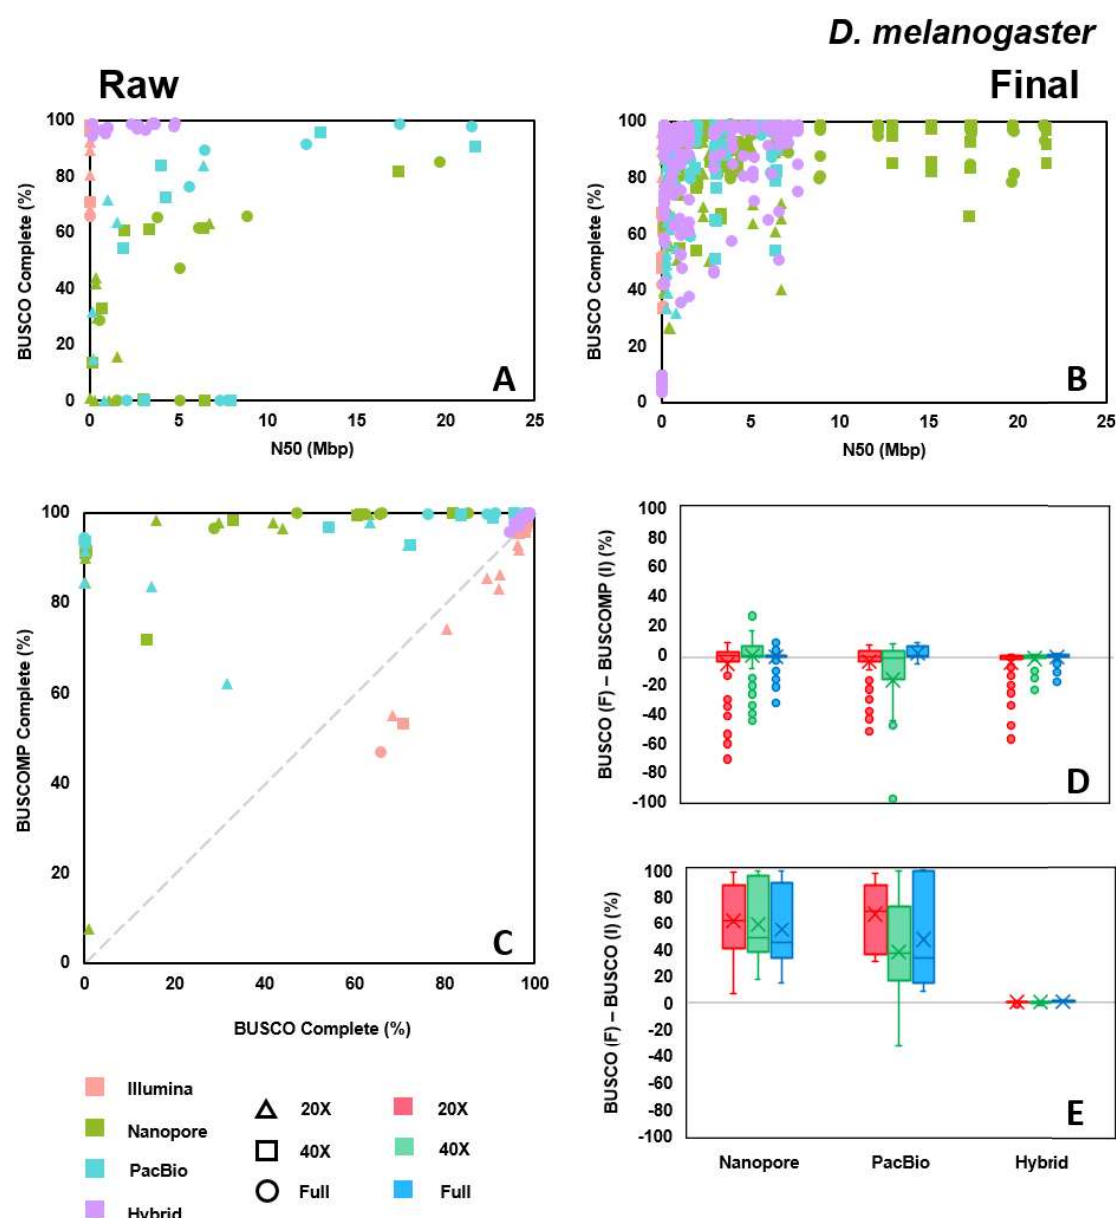 D. melanogaster
Raw
Final
100
80
60
40
20
0
0 5 10 15 20 25
BUSCO Complete (%)
N50 (Mbp)
A
100
80
60
40
20
0
0 5 10 15 20 25
BUSCO Complete (%)
N50 (Mbp)
B
100
80
60
40
20
0
0 20 40 60 80 100
BUSCOMP Complete (%)
BUSCO Complete (%)
C
100
80
60
40
20
0
-20
-40
-60
-80
-100
BUSCO (F) – BUSCOMP (I) (%)
D
100
80
60
40
20
0
-20
-40
-60
-80
-100
BUSCO (F) – BUSCO (I) (%)
E
Nanopore PacBio Hybrid
Illumina
Nanopore
PacBio
Hybrid
20X
40X
Full
20X
40X
Full